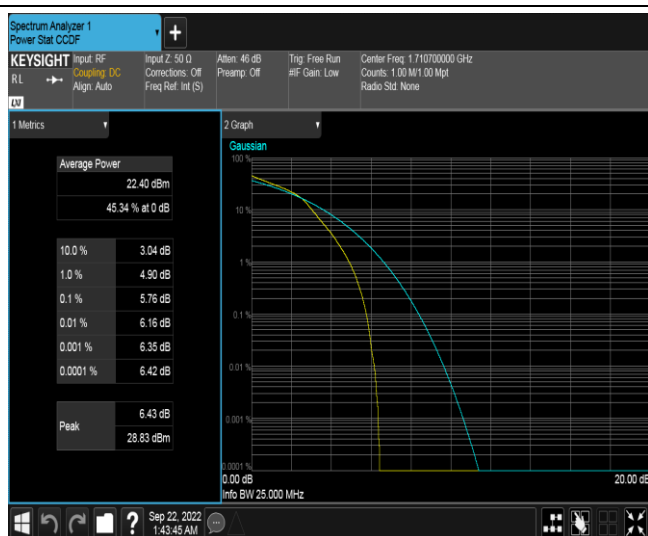 Spectrum Analyzer 1
Power Stat CCDF
+
KEYSIGHT
RL
LXI
Input: RF
Coupling: DC
Align: Auto
Input Z: 50 Ω
Corrections: Off
Freq Ref: Int (S)
Atten: 46 dB
Preamp: Off
Trig: Free Run
#IF Gain: Low
Center Freq: 1.710700000 GHz
Counts: 1.00 M/1.00 Mpt
Radio Std: None
1 Metrics
Average Power
22.40 dBm
45.34 % at 0 dB
10.0 % 3.04 dB
1.0 % 4.90 dB
0.1 % 5.76 dB
0.01 % 6.16 dB
0.001 % 6.35 dB
0.0001 % 6.42 dB
Peak
6.43 dB
28.83 dBm
2 Graph
Gaussian
100 %
10 %
1 %
0.1 %
0.01 %
0.001 %
0.0001 %
0.00 dB 20.00 dB
Info BW 25.000 MHz
? Sep 22, 2022
1:43:45 AM